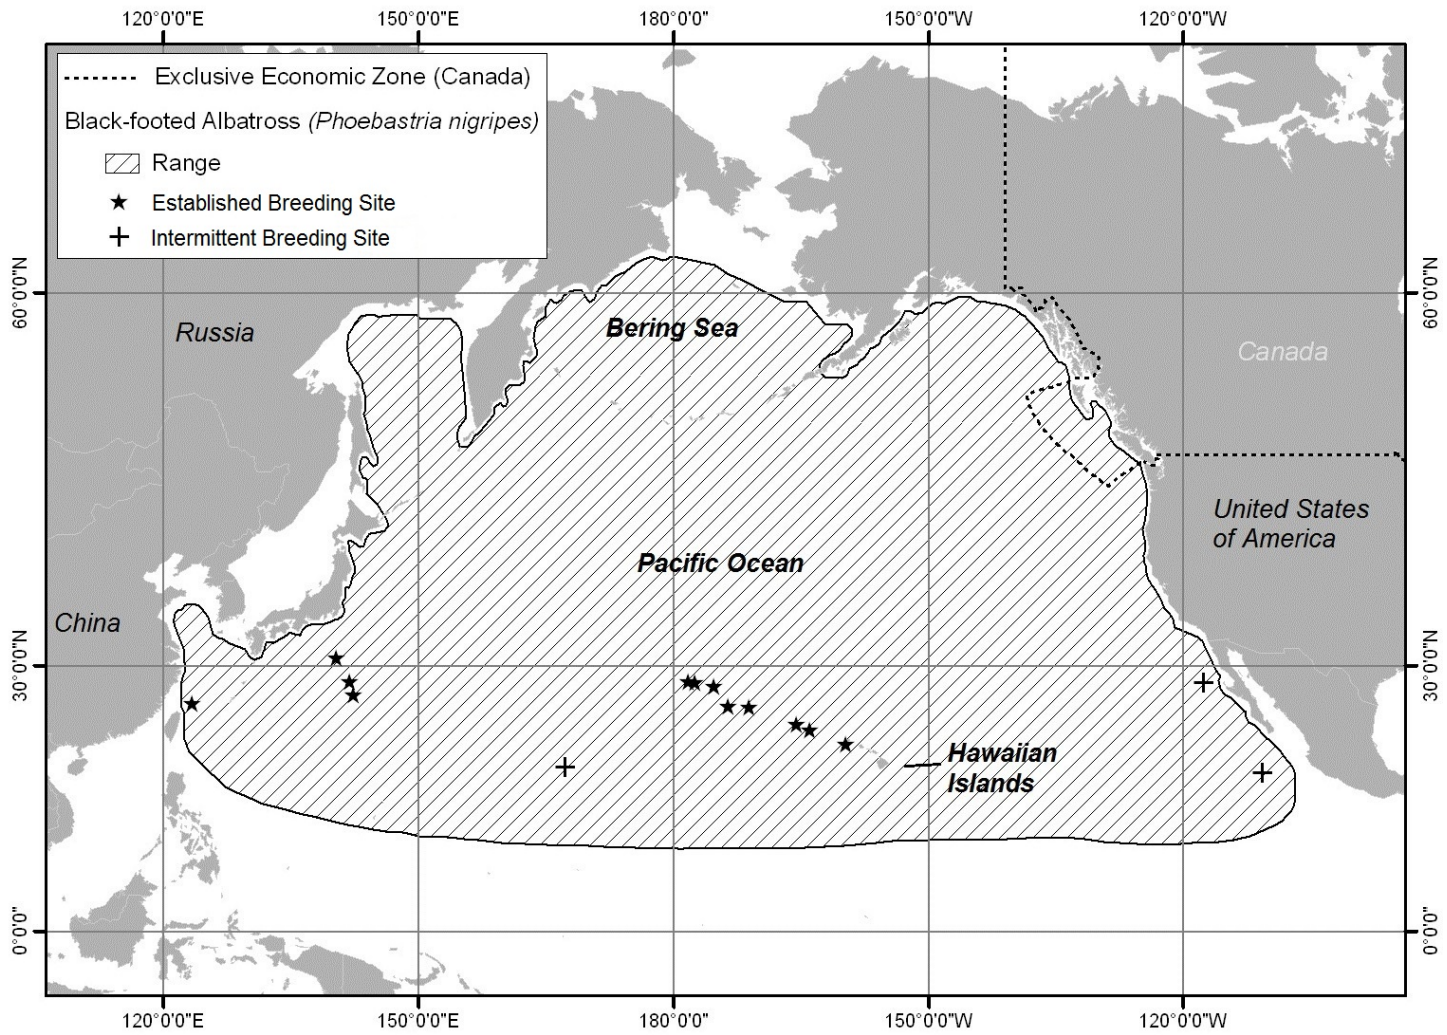 120°0'0"E 150°0'0"E 180°0'0" 150°0'0"W 120°0'0"W
Exclusive Economic Zone (Canada)
Black-footed Albatross (Phoebastria nigripes)
Range
Established Breeding Site
Intermittent Breeding Site
60°0'0"N 60°0'0"N
Russia
Bering Sea
Canada
United States
of America
Pacific Ocean
China
30°0'0"N 30°0'0"N
Hawaiian
Islands
0°0'0" 0°0'0"
120°0'0"E 150°0'0"E 180°0'0" 150°0'0"W 120°0'0"W